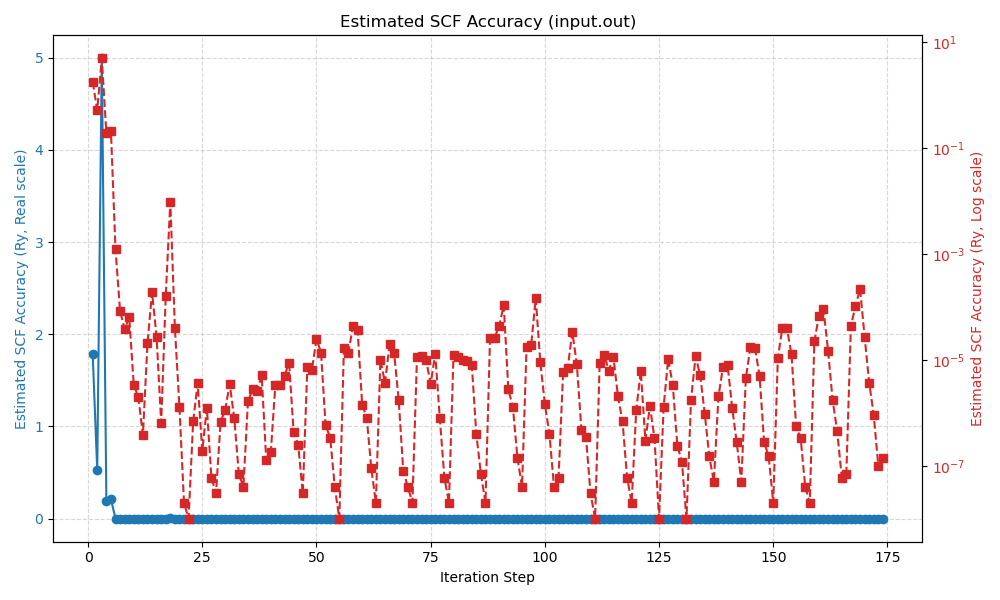 Estimated SCF Accuracy (input.out)
Estimated SCF Accuracy (Ry, Real scale)
5
4
3
2
1
0
10^1
10^-1
10^-3
10^-5
10^-7
Estimated SCF Accuracy (Ry, Log scale)
0 25 50 75 100 125 150 175
Iteration Step